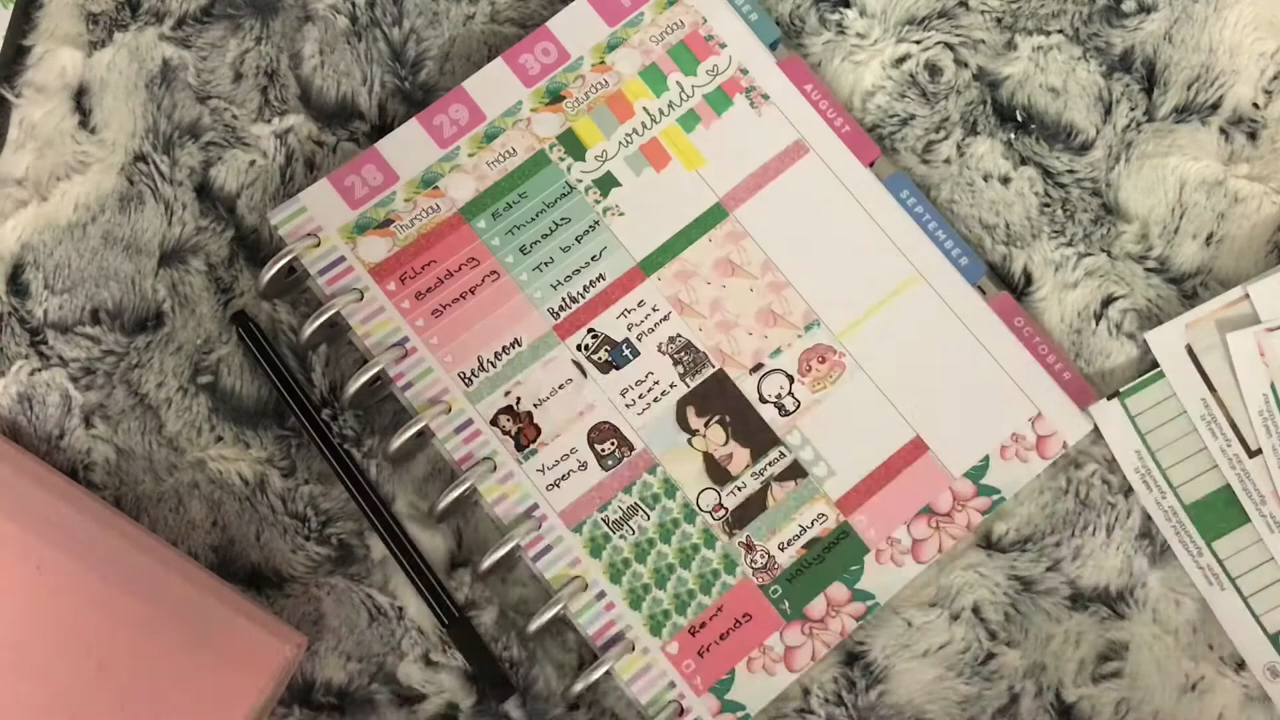 28
29
30
Thursday
Friday
Saturday
Sunday
weekend
Film
Bedding
Shopping
Bedroom
Nucleo
Ywoc
open
Payday
Rent
Friends
Edit
Thumbnail
Emails
TN b.post
Hoover
Bathroom
The
Punk
Planner
f
Plan
Next
week
TN spread
Reading
AUGUST
SEPTEMBER
OCTOBER
BER